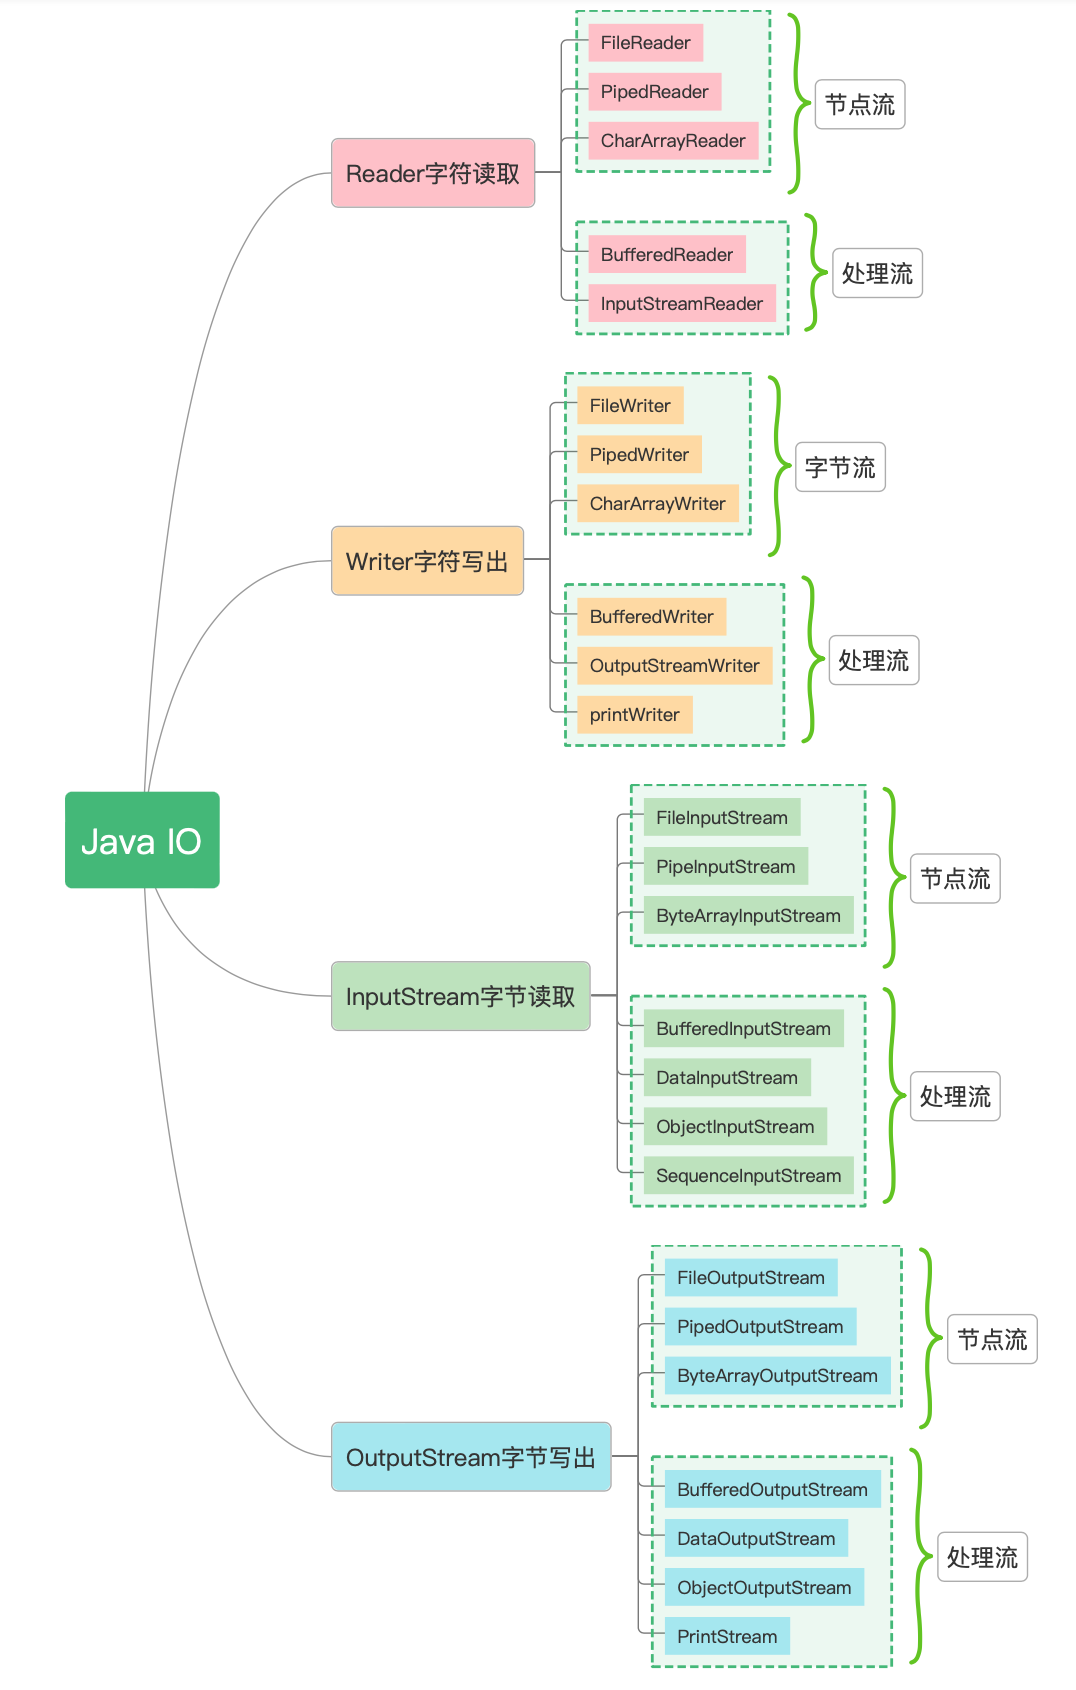 Java IO
Reader字符读取
FileReader
PipedReader
CharArrayReader
节点流
BufferedReader
InputStreamReader
处理流
Writer字符写出
FileWriter
PipedWriter
CharArrayWriter
字节流
BufferedWriter
OutputStreamWriter
printWriter
处理流
InputStream字节读取
FileInputStream
PipeInputStream
ByteArrayInputStream
节点流
BufferedInputStream
DataInputStream
ObjectInputStream
SequenceInputStream
处理流
OutputStream字节写出
FileOutputStream
PipedOutputStream
ByteArrayOutputStream
节点流
BufferedOutputStream
DataOutputStream
ObjectOutputStream
PrintStream
处理流